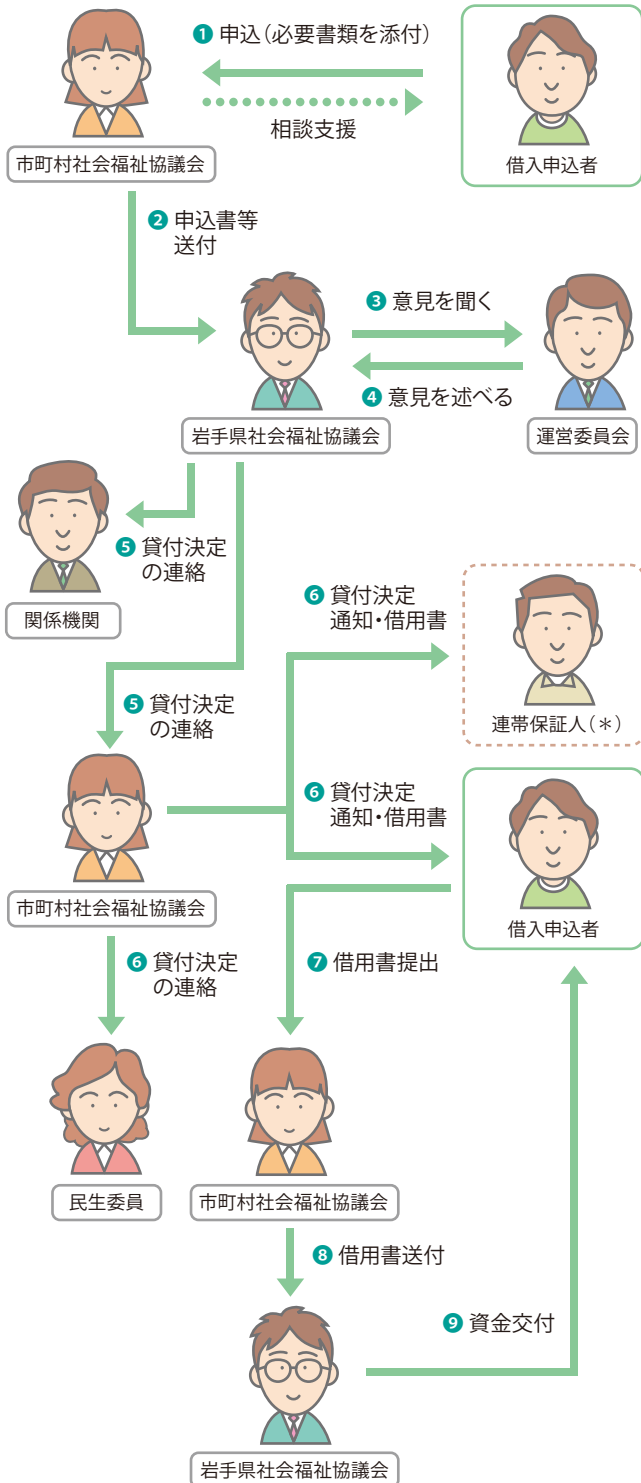 ❶ 申込（必要書類を添付）
相談支援
市町村社会福祉協議会
借入申込者
❷ 申込書等
送付
❸ 意見を聞く
❹ 意見を述べる
岩手県社会福祉協議会
運営委員会
❺ 貸付決定
の連絡
関係機関
❻ 貸付決定
通知・借用書
連帯保証人（＊）
❺ 貸付決定
の連絡
❻ 貸付決定
通知・借用書
市町村社会福祉協議会
借入申込者
❻ 貸付決定
の連絡
❼ 借用書提出
民生委員
市町村社会福祉協議会
❽ 借用書送付
❾ 資金交付
岩手県社会福祉協議会